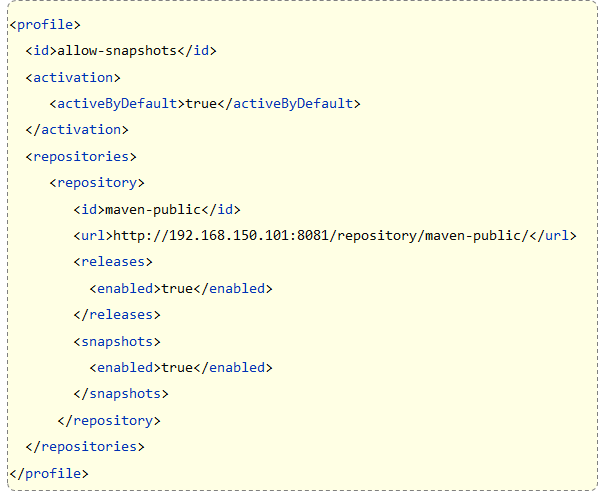 <profile>
  <id>allow-snapshots</id>
  <activation>
     <activeByDefault>true</activeByDefault>
  </activation>
  <repositories>
     <repository>
        <id>maven-public</id>
        <url>http://192.168.150.101:8081/repository/maven-public/</url>
        <releases>
          <enabled>true</enabled>
        </releases>
        <snapshots>
          <enabled>true</enabled>
        </snapshots>
      </repository>
  </repositories>
</profile>